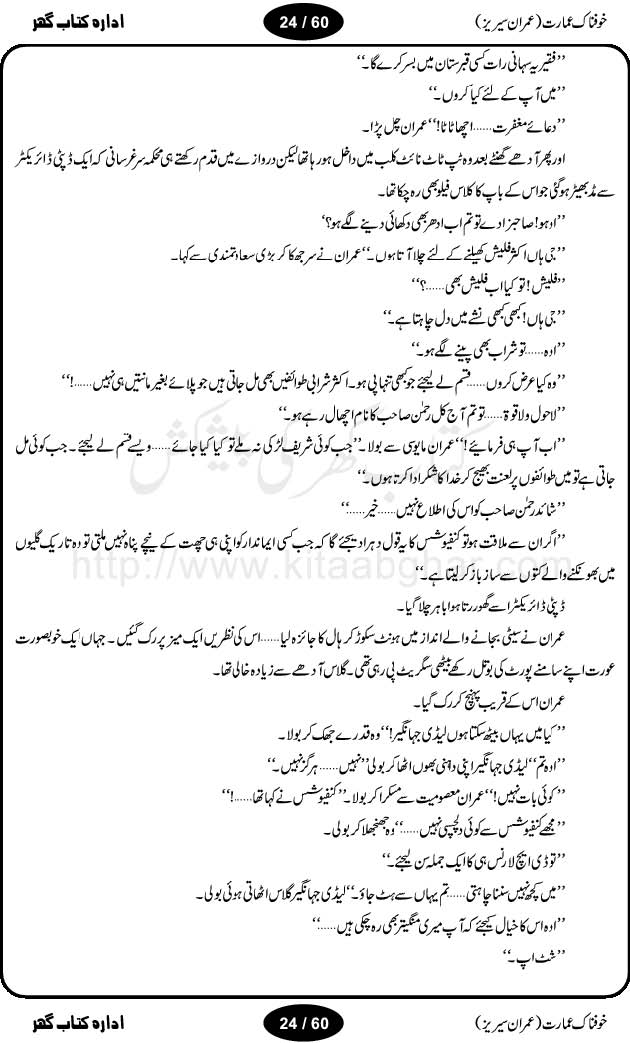 خوفناک عمارت (عمران سیریز)
24 / 60
ادارہ کتاب گھر
’’فقیر یہ سہانی رات کسی قبرستان میں بسر کرے گا۔‘‘
’’میں آپ کے لئے کیا کروں۔‘‘
’’دعائے مغفرت……اچھا ٹاٹا!‘‘عمران چل پڑا۔
اور پھر آدھے گھنٹے بعد وہ ٹپ ٹاٹ نائٹ کلب میں داخل ہو رہا تھا لیکن دروازے میں قدم رکھتے ہی محکمہ سرغرسانی کہ ایک ڈپٹی ڈائریکٹر
سے مڈبھیڑ ہو گئی جو اس کے باپ کا کلاس فیلو بھی رہ چکا تھا۔
’’اوہو! صاحبزادے تو تم اب ادھر بھی دکھائی دینے لگے ہو؟‘
’’جی ہاں اکثر فلیش کھیلنے کے لئے چلا آتا ہوں۔‘‘عمران نے سر جھکا کر بڑی سعادتمندی سے کہا۔
’’فلیش! تو کیا اب فلیش بھی……؟‘‘
’’جی ہاں! کبھی کبھی نشے میں دل چاہتا ہے۔‘‘
’’اوہ……تو شراب بھی پینے لگے ہو۔‘‘
’’وہ کیا عرض کروں……قسم لے لیجئے جو کبھی تنہا پی ہو۔ اکثر شرابی طوائفیں بھی مل جاتی ہیں جو پلائے بغیر مانتیں ہی نہیں……!‘‘
’’لاحول ولا قوۃ……تو تم آج کل رحمٰن صاحب کا نام اچھال رہے ہو۔‘‘
’’اب آپ ہی فرمائیے!‘‘عمران مایوسی سے بولا۔’’جب کوئی شریف لڑکی نہ ملے تو کیا کیا جائے……ویسے قسم لے لیجئے۔ جب کوئی مل
جاتی ہے تو میں طوائفوں پر لعنت بھیج کر خدا کا شکر ادا کرتا ہوں۔‘‘
’’شائد رحمٰن صاحب کو اس کی اطلاع نہیں……خیر……‘‘
’’اگر ان سے ملاقت ہو تو کنفیوشس کا یہ قول دہرا دیجئے گا کہ جب کسی ایماندار کو اپنی ہی چھت کے نیچے پناہ نہیں ملتی تو وہ تاریک گلیوں
میں بھونکنے والے کتوں سے ساز باز کر لیتا ہے۔‘‘
ڈپٹی ڈائریکٹر اسے گھورتا ہوا باہر چلا گیا۔
عمران نے سیٹی بجانے والے انداز میں ہونٹ سکوڑ کر ہال کا جائزہ لیا……اس کی نظریں ایک میز پر رک گئیں۔ جہاں ایک خوبصورت
عورت اپنے سامنے پورٹ کی بوتل رکھے بیٹھی سگریٹ پی رہی تھی۔ گلاس آدھے سے زیادہ خالی تھا۔
عمران اس کے قریب پہنچ کر رک گیا۔
’’کیا میں یہاں بیٹھ سکتا ہوں لیڈی جہانگیر!‘‘وہ قدرے جھک کر بولا۔
’’اوہ تم‘‘لیڈی جہانگیر اپنی داہنی بھوں اٹھا کر بولی’’نہیں……ہرگز نہیں۔‘‘
’’کوئی بات نہیں!‘‘عمران معصومیت سے مسکرا کر بولا۔’’کنفیوشس نے کہا تھا……!‘‘
’’مجھے کنفیوشس سے کوئی دلچسپی نہیں……‘‘وہ جھنجھلا کر بولی۔
’’تو ڈی ایچ لارنس ہی کا ایک جملہ سن لیجئے۔‘‘
’’میں کچھ نہیں سننا چاہتی……تم یہاں سے ہٹ جاؤ۔‘‘لیڈی جہانگیر گلاس اٹھاتی ہوئی بولی۔
’’اوہ اس کا خیال کیجئے کہ آپ میری منگیتر بھی رہ چکی ہیں……‘‘
’’شٹ اپ۔‘‘
کتاب گھر کی پیشکش
http://www.kitaabghar.com
خوفناک عمارت (عمران سیریز)
24 / 60
ادارہ کتاب گھر